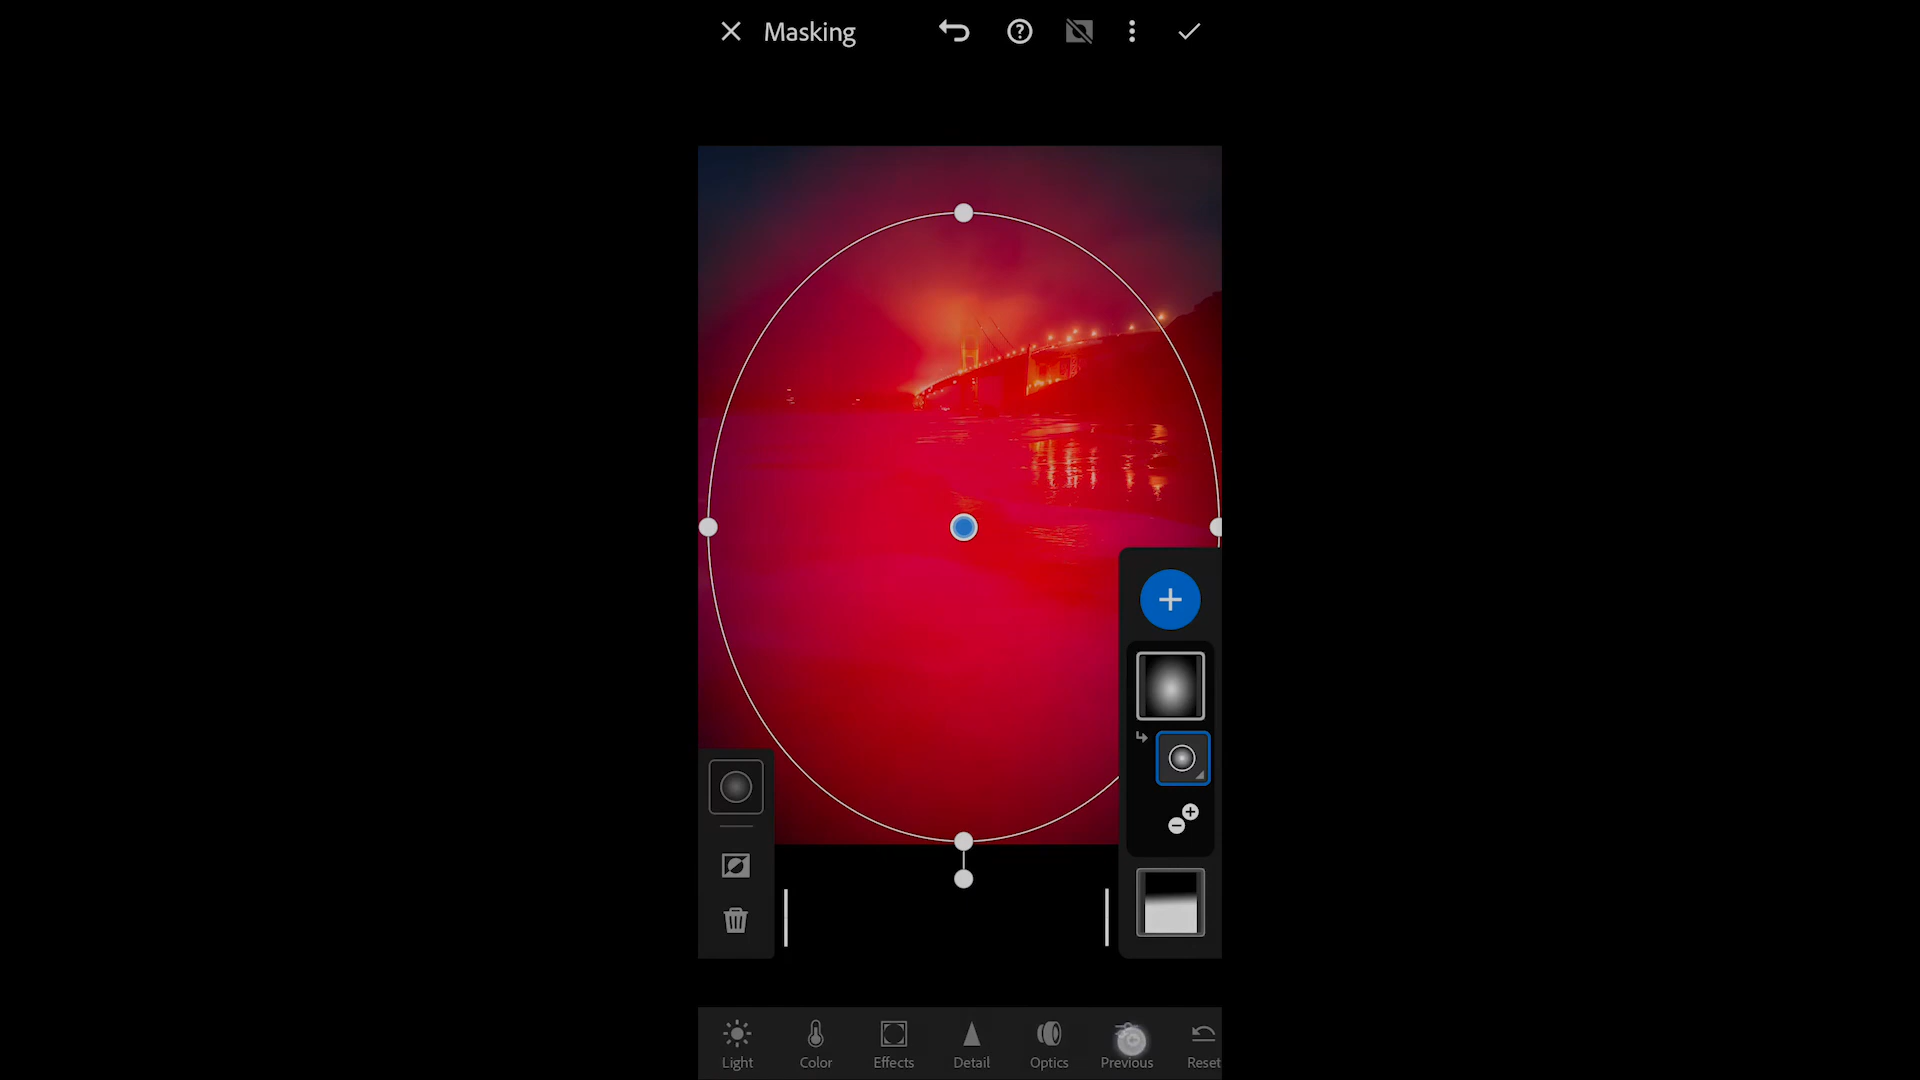 Masking
Light
Color
Effects
Detail
Optics
Previous
Reset